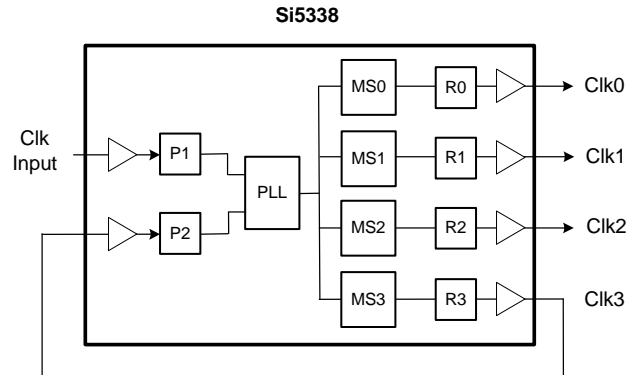 Si5338
MS0
R0
Clk0
Clk
Input
P1
MS1
R1
Clk1
PLL
P2
MS2
R2
Clk2
MS3
R3
Clk3